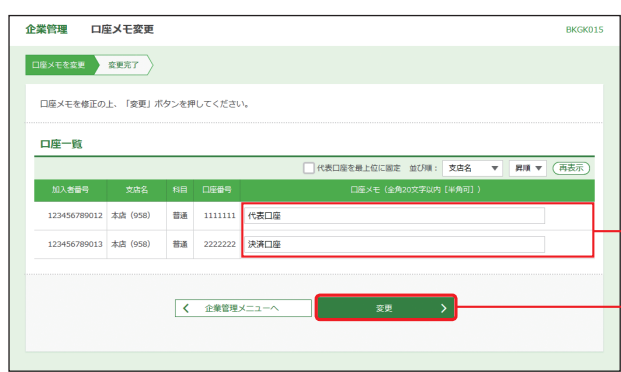 企業管理 口座メモ変更 BKGK015
口座メモを変更 変更完了
口座メモを修正の上、「変更」ボタンを押してください。
口座一覧
代表口座を最上位に固定 並び順： 支店名 ▼ 昇順 ▼ 再表示
加入者番号 支店名 科目 口座番号 口座メモ（全角20文字以内［半角可］）
123456789012 本店（958） 普通 1111111 代表口座
123456789013 本店（958） 普通 2222222 決済口座
企業管理メニューへ 変更